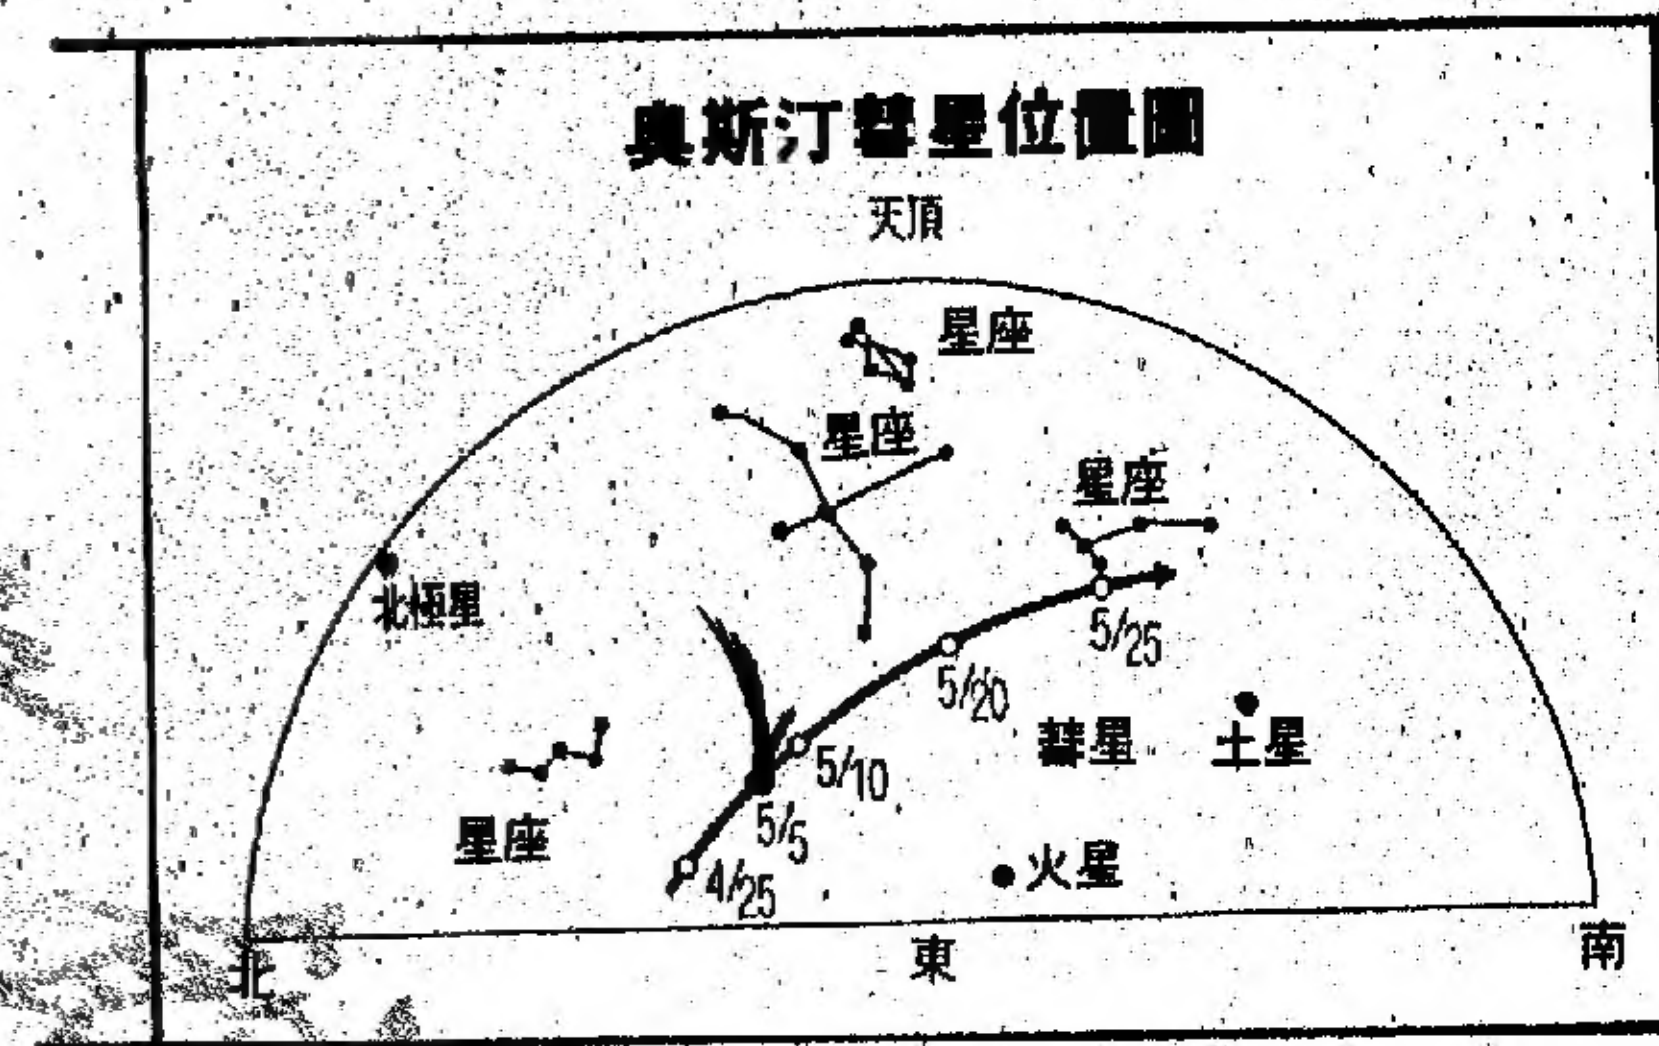 奧斯汀彗星位置圖
天頂
星座
星座
星座
北極星
5/25
5/20
彗星
土星
5/10
星座
5/5
火星
4/25
北
東
南